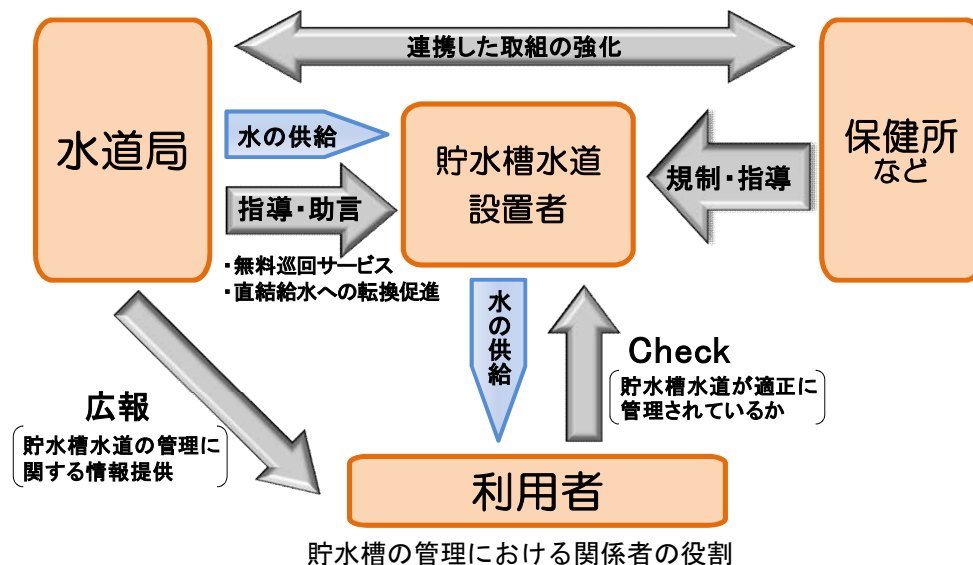 連携した取組の強化
水道局
水の供給
指導・助言
・無料巡回サービス
・直結給水への転換促進
貯水槽水道
設置者
規制・指導
保健所
など
水の供給
Check
貯水槽水道が適正に
管理されているか
広報
貯水槽水道の管理に
関する情報提供
利用者
貯水槽の管理における関係者の役割